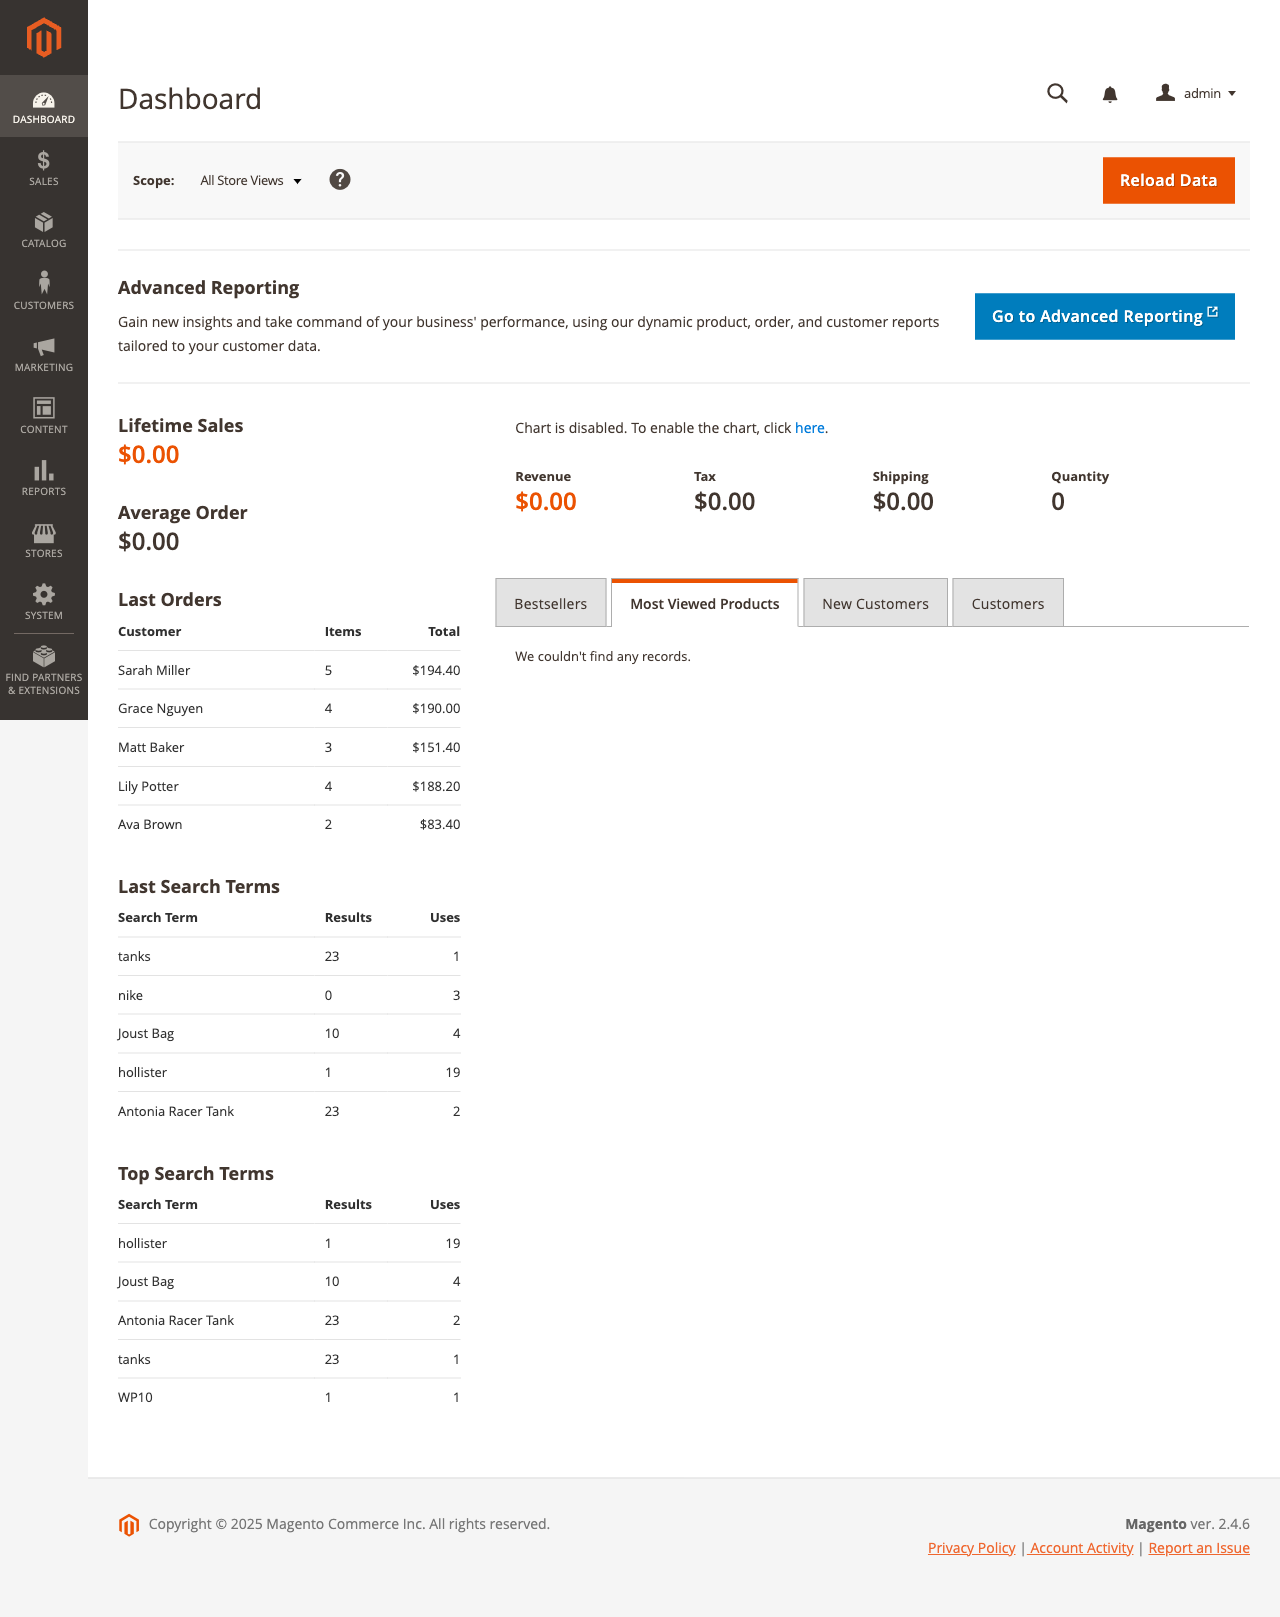 DASHBOARD
SALES
CATALOG
CUSTOMERS
MARKETING
CONTENT
REPORTS
STORES
SYSTEM
FIND PARTNERS
& EXTENSIONS
Dashboard
admin
Scope: All Store Views ?
Reload Data
Advanced Reporting
Gain new insights and take command of your business' performance, using our dynamic product, order, and customer reports
tailored to your customer data.
Go to Advanced Reporting
Lifetime Sales
$0.00
Average Order
$0.00
Last Orders
Customer Items Total
Sarah Miller 5 $194.40
Grace Nguyen 4 $190.00
Matt Baker 3 $151.40
Lily Potter 4 $188.20
Ava Brown 2 $83.40
Last Search Terms
Search Term Results Uses
tanks 23 1
nike 0 3
Joust Bag 10 4
hollister 1 19
Antonia Racer Tank 23 2
Top Search Terms
Search Term Results Uses
hollister 1 19
Joust Bag 10 4
Antonia Racer Tank 23 2
tanks 23 1
WP10 1 1
Chart is disabled. To enable the chart, click here.
Revenue Tax Shipping Quantity
$0.00 $0.00 $0.00 0
Bestsellers Most Viewed Products New Customers Customers
We couldn't find any records.
Copyright © 2025 Magento Commerce Inc. All rights reserved.
Magento ver. 2.4.6
Privacy Policy | Account Activity | Report an Issue